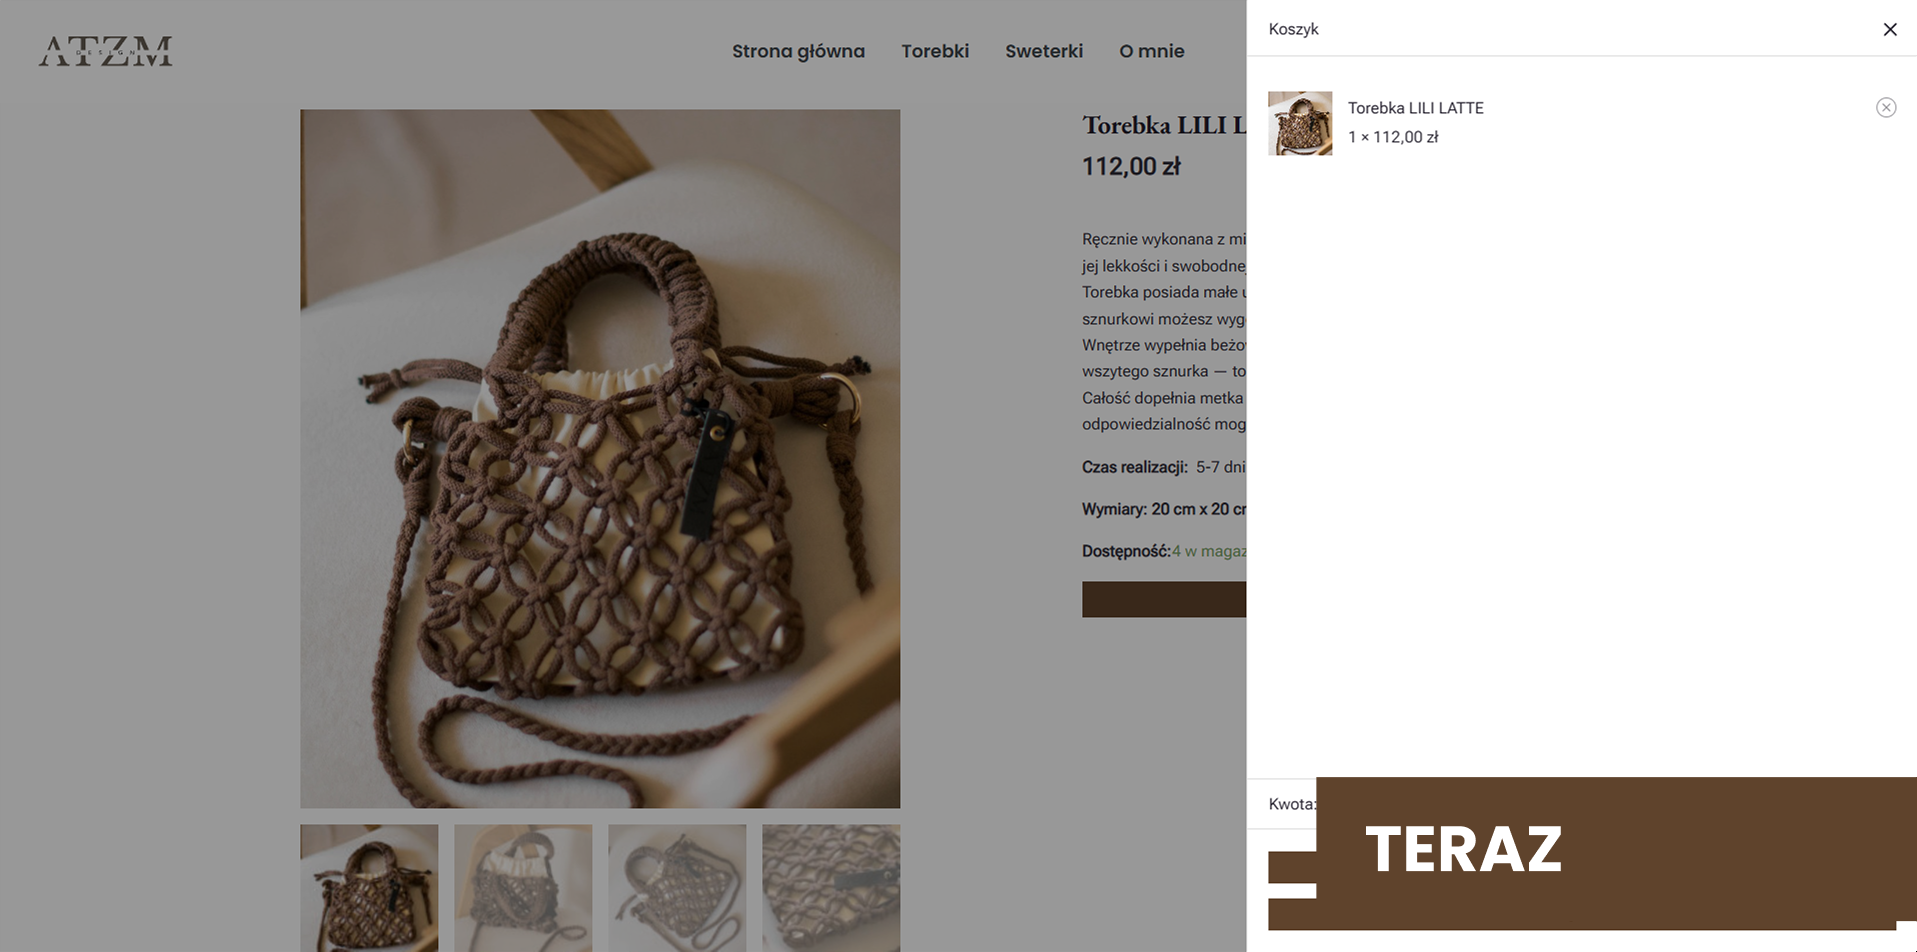 ATZM
DESIGN
Strona główna
Torebki
Sweterki
O mnie
Torebka LILI L
112,00 zł
Ręcznie wykonana z mi
jej lekkości i swobodne
Torebka posiada małe u
sznurkowi możesz wyg
Wnętrze wypełnia beżo
wszytego sznurka — to
Całość dopełnia metka
odpowiedzialność mog
Czas realizacji: 5-7 dni
Wymiary: 20 cm x 20 cr
Dostępność: 4 w magaz
Koszyk
Torebka LILI LATTE
1 × 112,00 zł
Kwota:
TERAZ